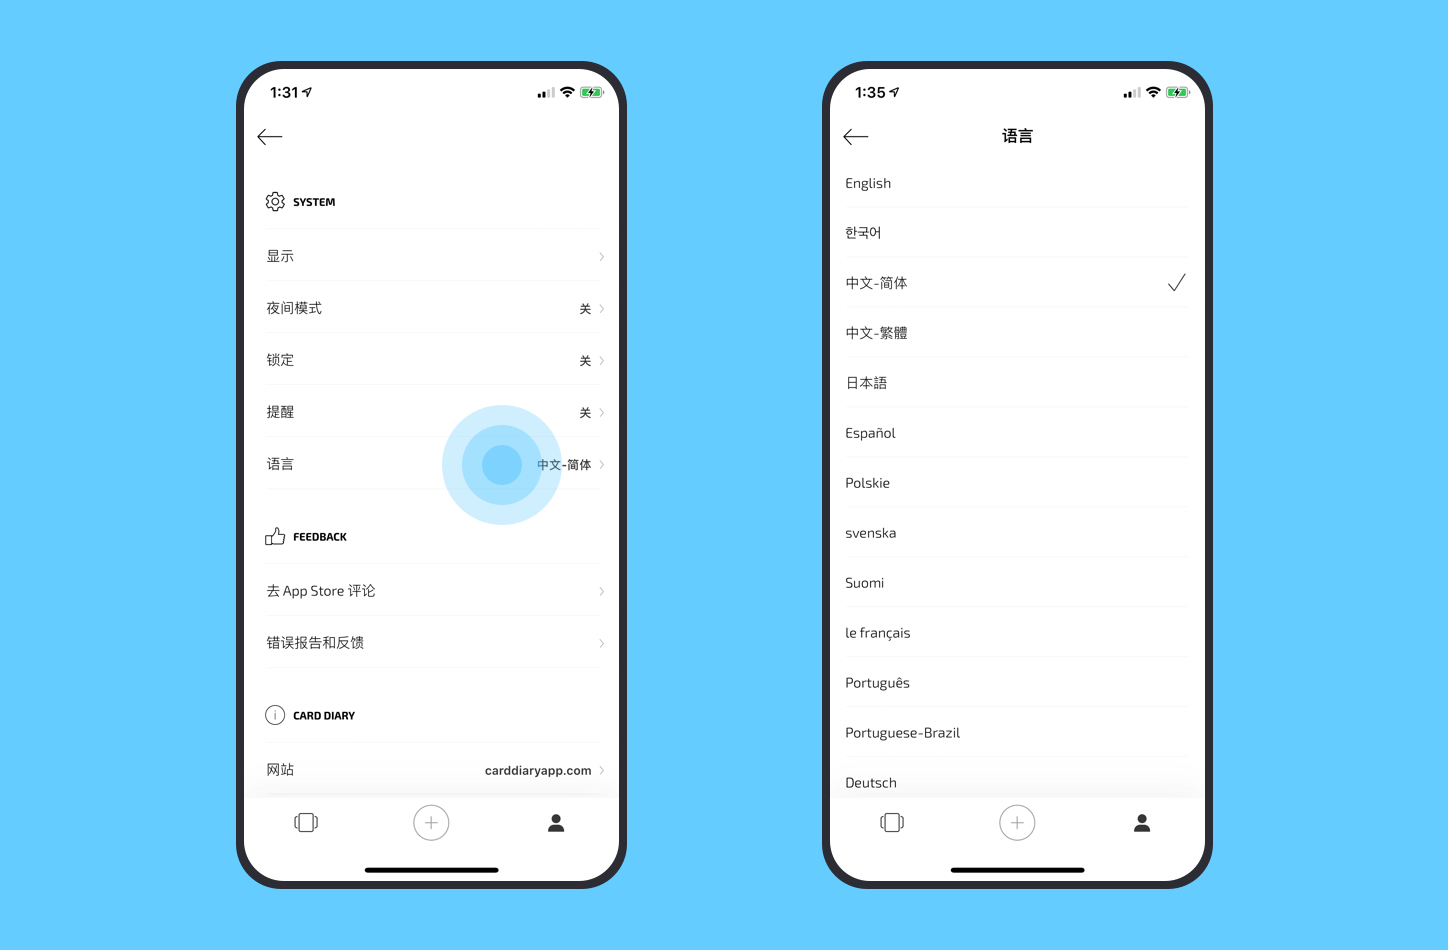 1:31
SYSTEM
显示
夜间模式 关
锁定 关
提醒 关
语言 中文-简体
FEEDBACK
去 App Store 评论
错误报告和反馈
CARD DIARY
网站 carddiaryapp.com
1:35
语言
English
한국어
中文-简体
中文-繁體
日本語
Español
Polskie
svenska
Suomi
le français
Português
Portuguese-Brazil
Deutsch